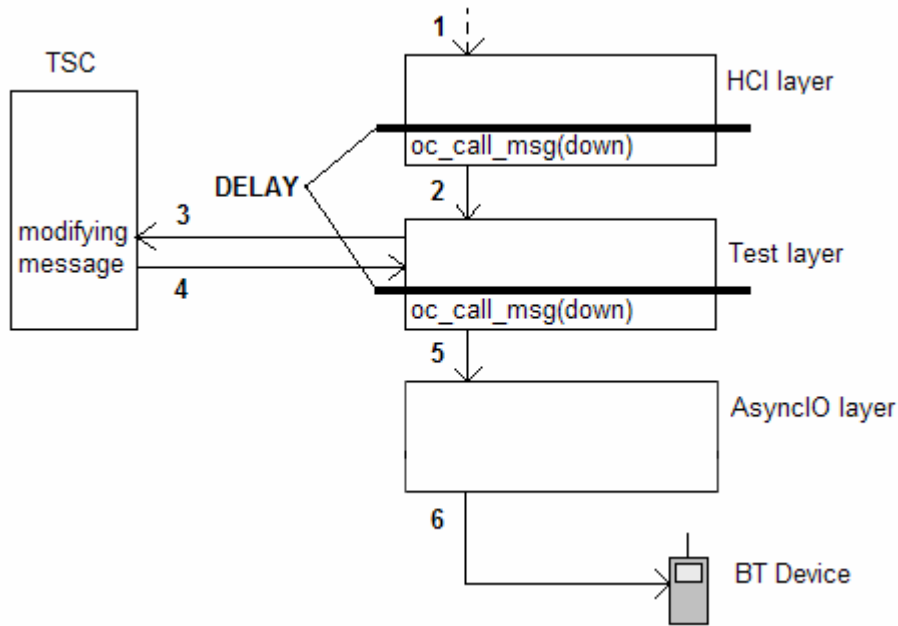 1
TSC
HCI layer
oc_call_msg(down)
DELAY
2
3
modifying
message
Test layer
4
oc_call_msg(down)
5
AsyncIO layer
6
BT Device